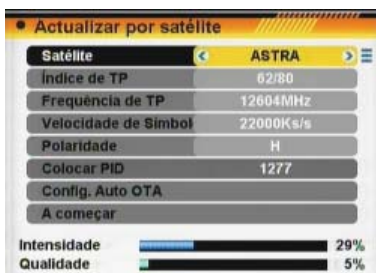 Actualizar por satélite
Satélite ASTRA
Índice de TP 62/80
Frequência de TP 12604MHz
Velocidade de Símbol 22000Ks/s
Polaridade H
Colocar PID 1277
Config. Auto OTA
A começar
Intensidade 29%
Qualidade 5%